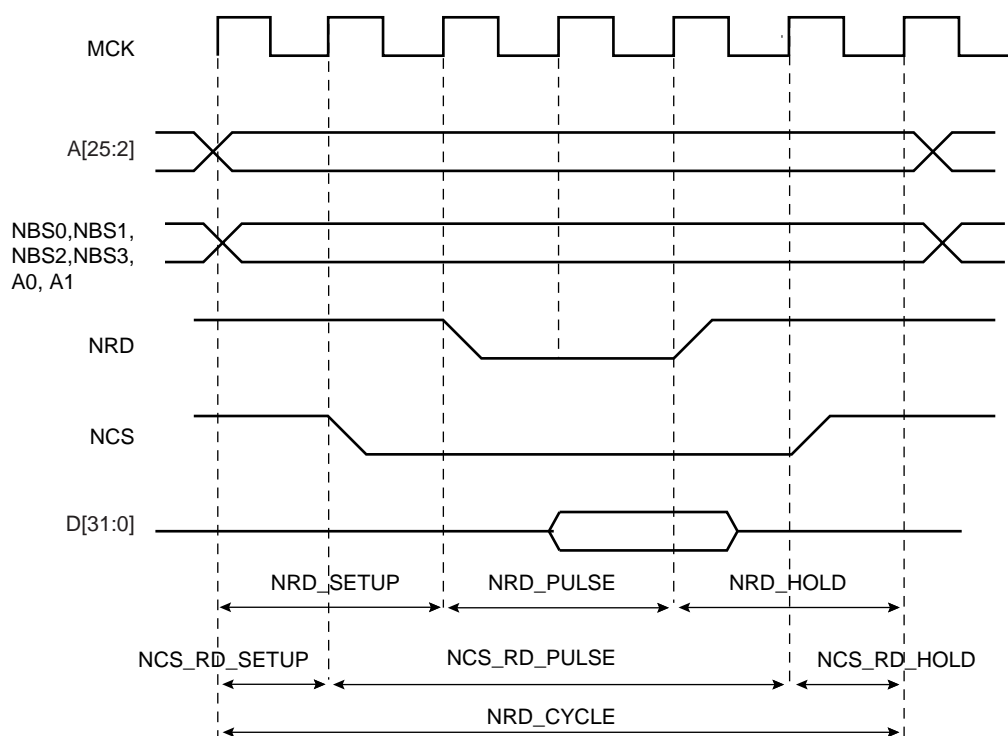 MCK
A[25:2]
NBS0,NBS1,
NBS2,NBS3,
A0, A1
NRD
NCS
D[31:0]
NRD_SETUP NRD_PULSE NRD_HOLD
NCS_RD_SETUP NCS_RD_PULSE NCS_RD_HOLD
NRD_CYCLE